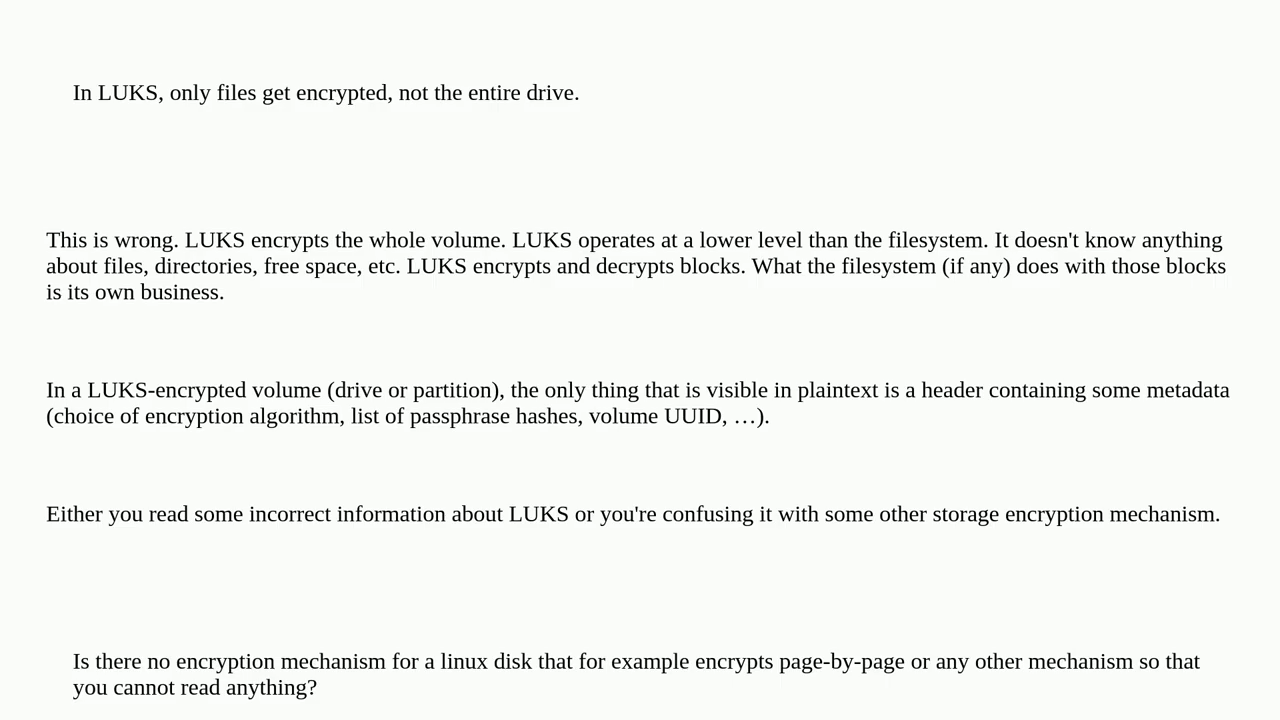 In LUKS, only files get encrypted, not the entire drive.
This is wrong. LUKS encrypts the whole volume. LUKS operates at a lower level than the filesystem. It doesn't know anything
about files, directories, free space, etc. LUKS encrypts and decrypts blocks. What the filesystem (if any) does with those blocks
is its own business.
In a LUKS-encrypted volume (drive or partition), the only thing that is visible in plaintext is a header containing some metadata
(choice of encryption algorithm, list of passphrase hashes, volume UUID, …).
Either you read some incorrect information about LUKS or you're confusing it with some other storage encryption mechanism.
Is there no encryption mechanism for a linux disk that for example encrypts page-by-page or any other mechanism so that
you cannot read anything?